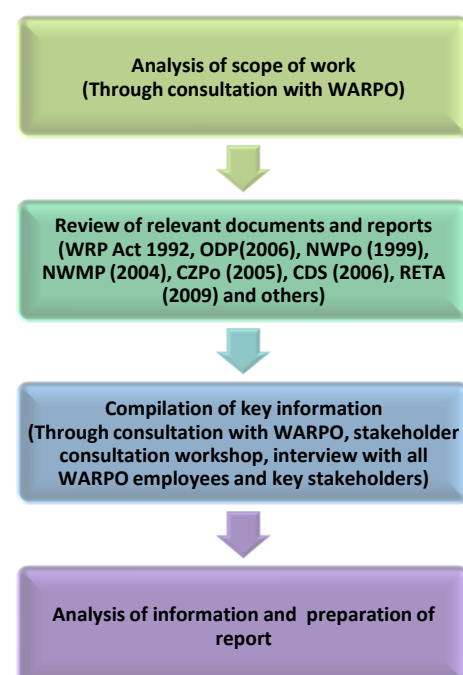 Analysis of scope of work
(Through consultation with WARPO)
Review of relevant documents and reports
(WRP Act 1992, ODP(2006), NWPo (1999),
NWMP (2004), CZPo (2005), CDS (2006), RETA
(2009) and others)
Compilation of key information
(Through consultation with WARPO, stakeholder
consultation workshop, interview with all
WARPO employees and key stakeholders)
Analysis of information and  preparation of
report